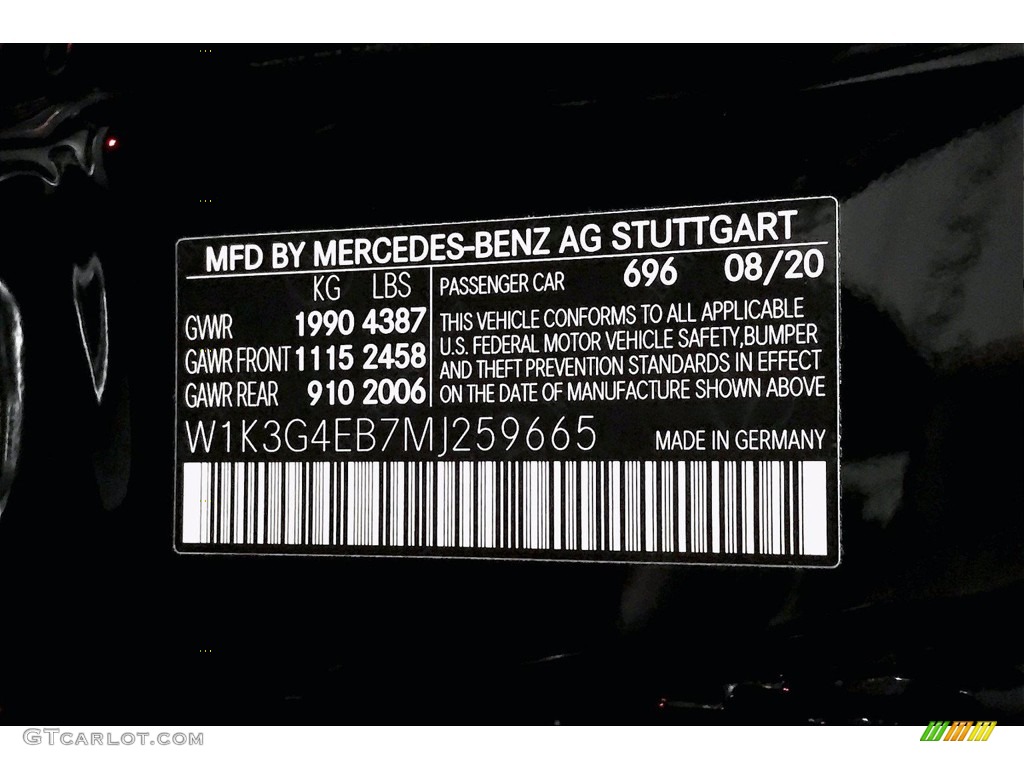 MFD BY MERCEDES-BENZ AG STUTTGART
KG LBS
GVWR 1990 4387
GAWR FRONT 1115 2458
GAWR REAR 910 2006
PASSENGER CAR 696 08/20
THIS VEHICLE CONFORMS TO ALL APPLICABLE
U.S. FEDERAL MOTOR VEHICLE SAFETY,BUMPER
AND THEFT PREVENTION STANDARDS IN EFFECT
ON THE DATE OF MANUFACTURE SHOWN ABOVE
W1K3G4EB7MJ259665 MADE IN GERMANY
GTCARLOT.COM